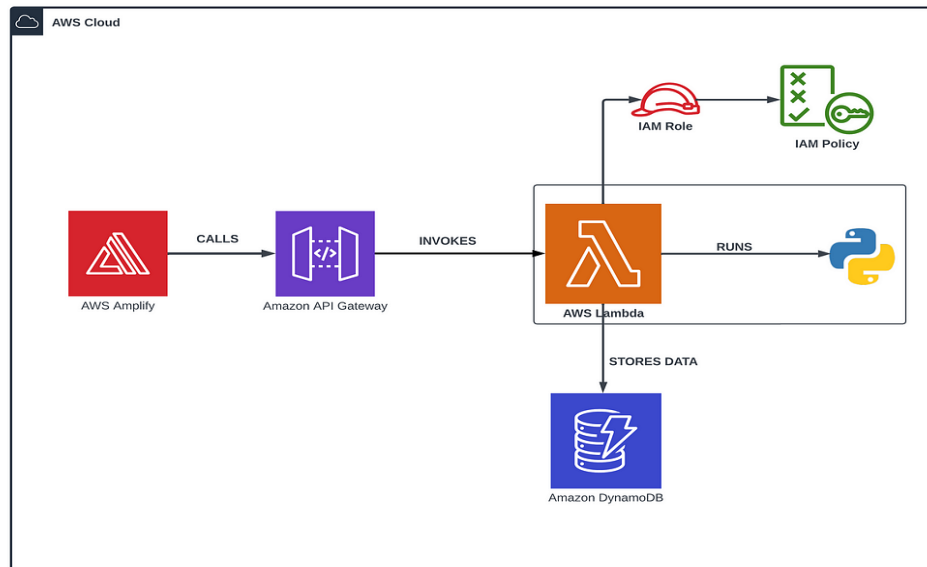 AWS Cloud
IAM Role
IAM Policy
CALLS
INVOKES
RUNS
</>
AWS Amplify
Amazon API Gateway
AWS Lambda
STORES DATA
Amazon DynamoDB